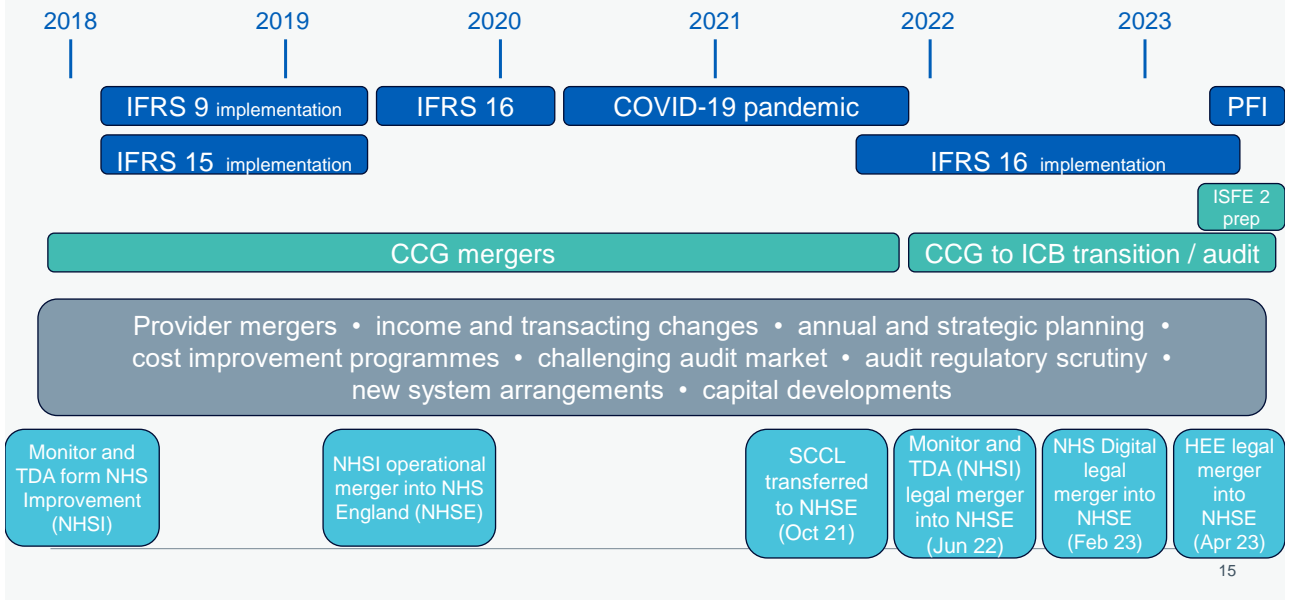 2018 2019 2020 2021 2022 2023
IFRS 9 implementation IFRS 16 COVID-19 pandemic PFI
IFRS 15 implementation IFRS 16 implementation
ISFE 2
prep
CCG mergers CCG to ICB transition / audit
Provider mergers • income and transacting changes • annual and strategic planning •
cost improvement programmes • challenging audit market • audit regulatory scrutiny •
new system arrangements • capital developments
Monitor and
TDA form NHS
Improvement
(NHSI)
NHSI operational
merger into NHS
England (NHSE)
SCCL
transferred
to NHSE
(Oct 21)
Monitor and
TDA (NHSI)
legal merger
into NHSE
(Jun 22)
NHS Digital
legal
merger into
NHSE
(Feb 23)
HEE legal
merger
into
NHSE
(Apr 23)
15